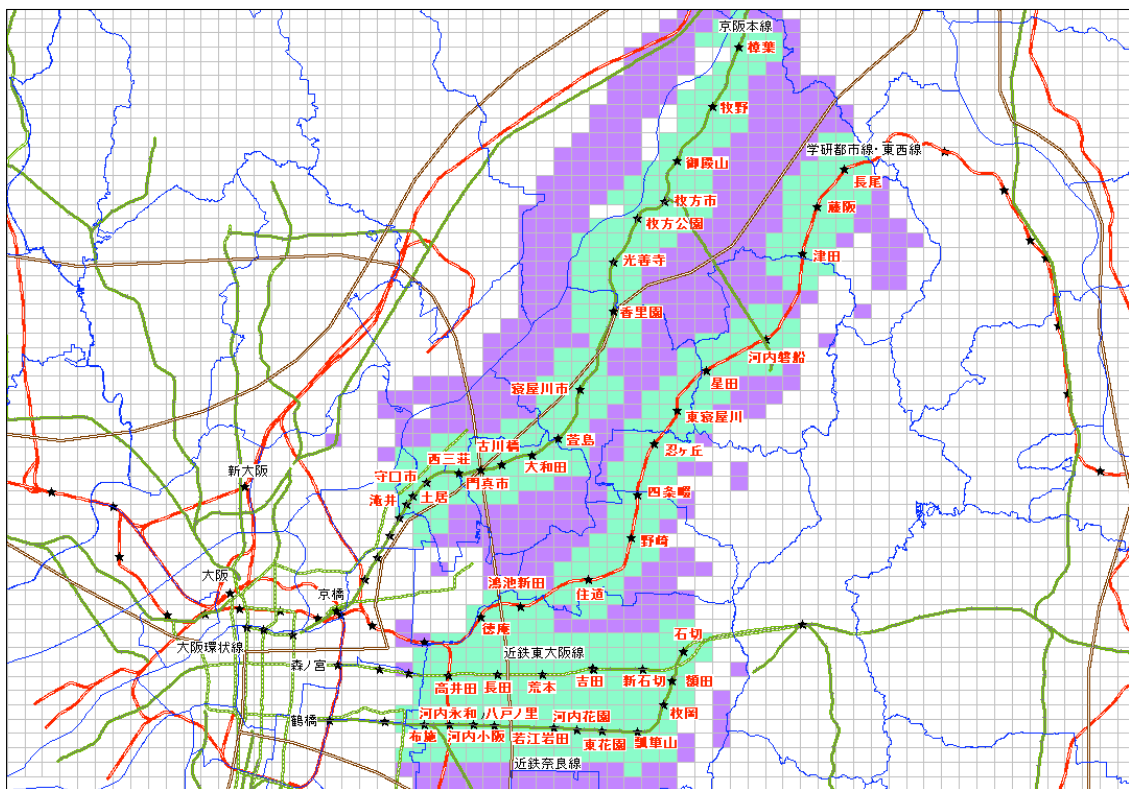 京阪本線
樟葉
牧野
学研都市線・東西線
御殿山
長尾
枚方市
藤阪
枚方公園
津田
光善寺
香里園
河内磐船
星田
寝屋川市
東寝屋川
古川橋
萱島
忍ヶ丘
西三荘
大和田
新大阪
守口市
門真市
土居
滝井
四条畷
野崎
大阪
鴻池新田
住道
京橋
徳庵
大阪環状線
石切
近鉄東大阪線
森ノ宮
吉田
新石切
額田
高井田
長田
荒本
枚岡
河内永和
八戸ノ里
河内花園
鶴橋
布施
河内小阪
若江岩田
東花園
瓢箪山
近鉄奈良線